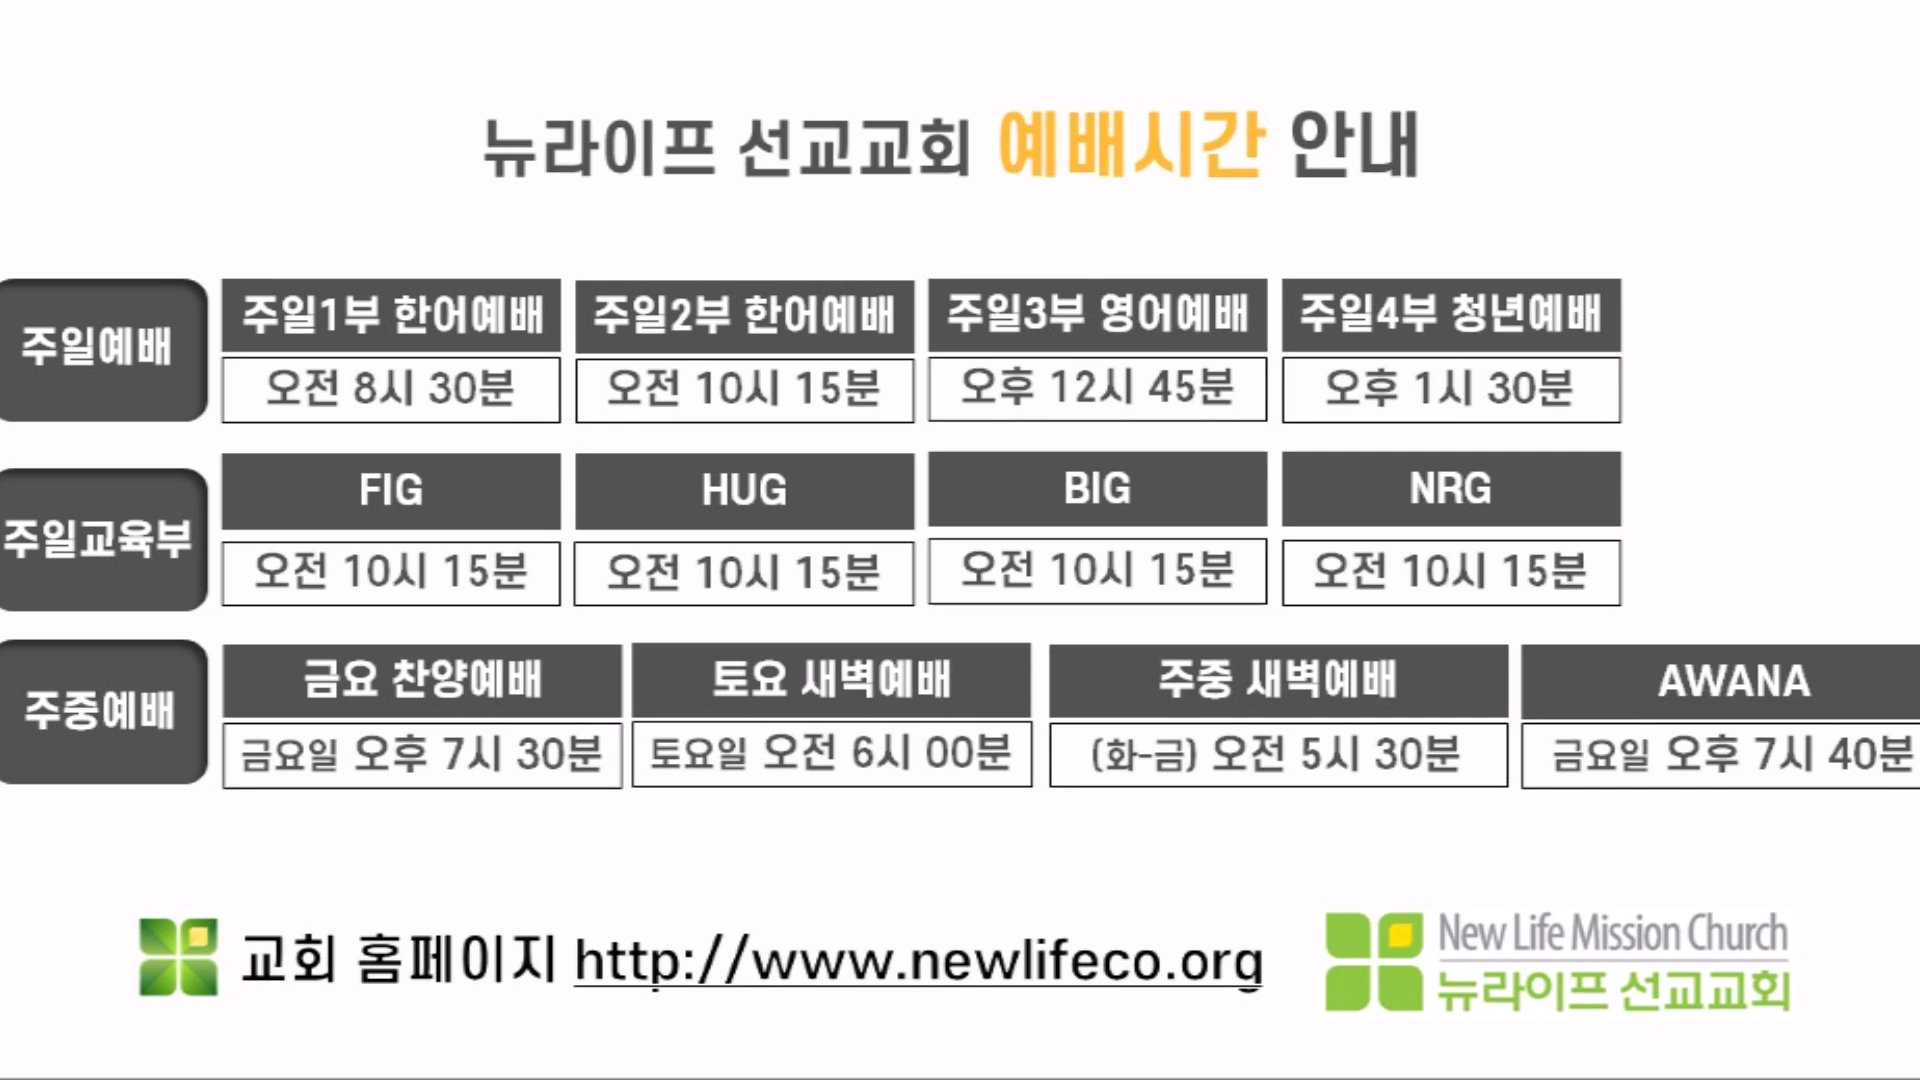 뉴라이프 선교교회 예배시간 안내
주일예배
주일1부 한어예배 주일2부 한어예배 주일3부 영어예배 주일4부 청년예배
오전 8시 30분 오전 10시 15분 오후 12시 45분 오후 1시 30분
주일교육부
FIG HUG BIG NRG
오전 10시 15분 오전 10시 15분 오전 10시 15분 오전 10시 15분
주중예배
금요 찬양예배 토요 새벽예배 주중 새벽예배 AWANA
금요일 오후 7시 30분 토요일 오전 6시 00분 (화-금) 오전 5시 30분 금요일 오후 7시 40분
교회 홈페이지 http://www.newlifeco.org
New Life Mission Church
뉴라이프 선교교회